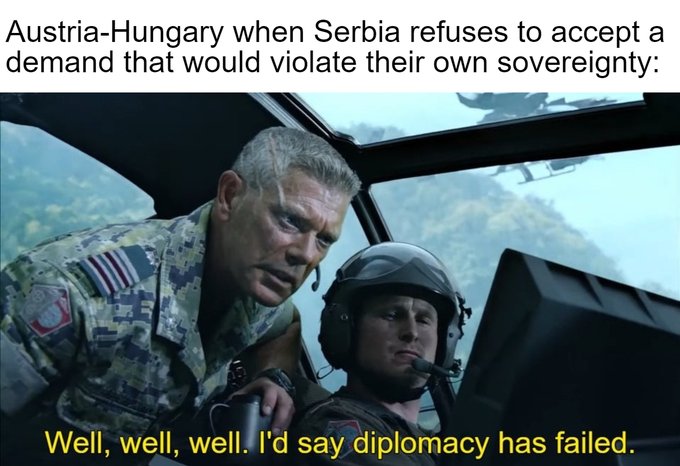 Austria-Hungary when Serbia refuses to accept a
demand that would violate their own sovereignty:
Well, well, well. I'd say diplomacy has failed.